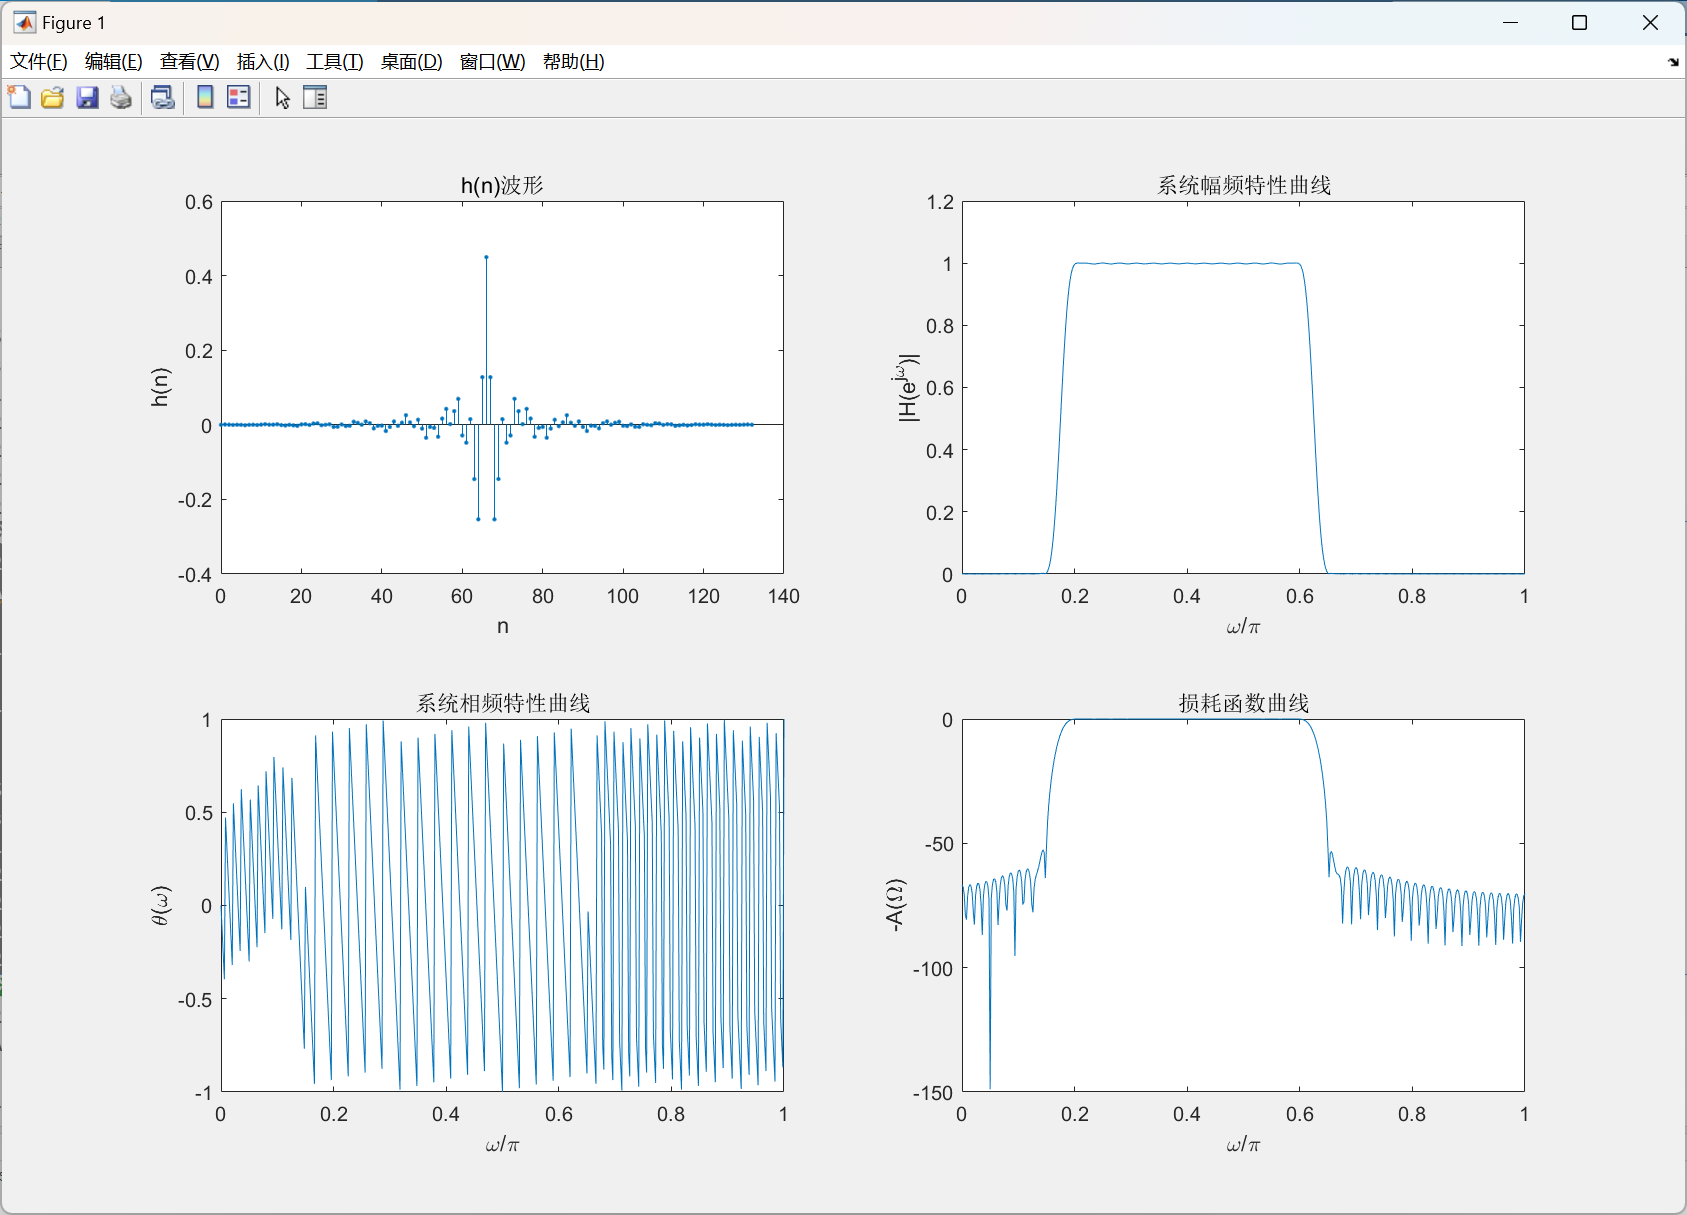 Figure 1
文件(F) 编辑(E) 查看(V) 插入(I) 工具(T) 桌面(D) 窗口(W) 帮助(H)
h(n)波形
0.6
0.4
0.2
0
-0.2
-0.4
h(n)
0 20 40 60 80 100 120 140
n
系统幅频特性曲线
1.2
1
0.8
0.6
0.4
0.2
0
|H(e^jω)|
0 0.2 0.4 0.6 0.8 1
ω/π
系统相频特性曲线
1
0.5
0
-0.5
-1
θ(ω)
0 0.2 0.4 0.6 0.8 1
ω/π
损耗函数曲线
0
-50
-100
-150
-A(Ω)
0 0.2 0.4 0.6 0.8 1
ω/π